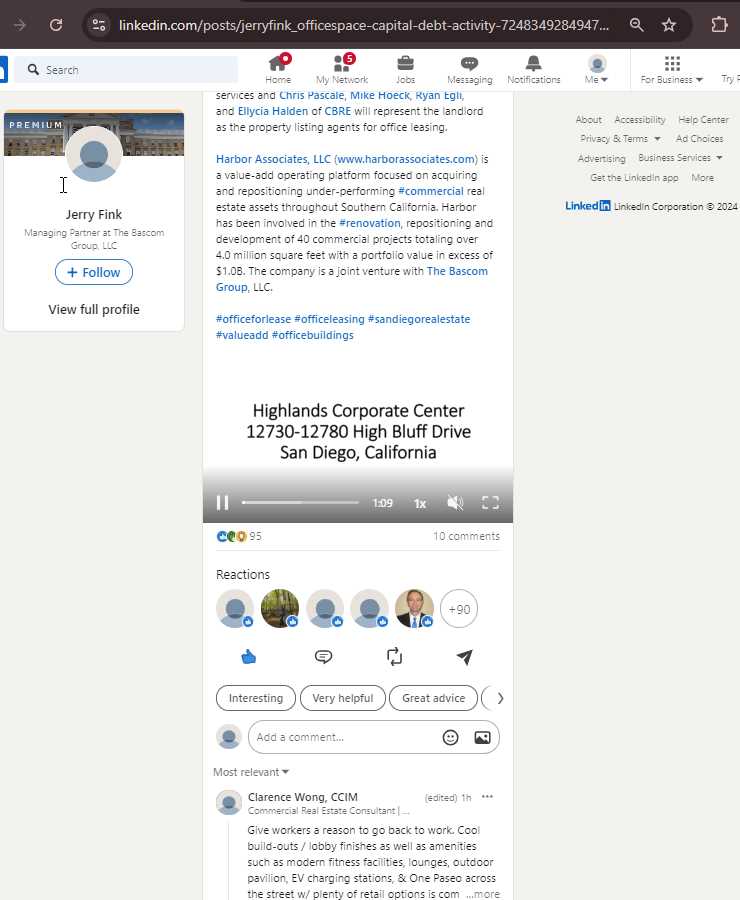 linkedin.com/posts/jerryfink_officespace-capital-debt-activity-7248349284947...
Search
Home
5
My Network
Jobs
Messaging
Notifications
Me
For Business
Try
services and Chris Pascale, Mike Hoeck, Ryan Egli,
and Ellycia Halden of CBRE will represent the landlord
as the property listing agents for office leasing.
Harbor Associates, LLC (www.harborassociates.com) is
a value-add operating platform focused on acquiring
and repositioning under-performing #commercial real
estate assets throughout Southern California. Harbor
has been involved in the #renovation, repositioning and
development of 40 commercial projects totaling over
4.0 million square feet with a portfolio value in excess of
$1.0B. The company is a joint venture with The Bascom
Group, LLC.
#officeforlease #officeleasing #sandiegorealestate
#valueadd #officebuildings
PREMIUM
Jerry Fink
Managing Partner at The Bascom
Group, LLC
+ Follow
View full profile
About Accessibility Help Center
Privacy & Terms Ad Choices
Advertising Business Services
Get the LinkedIn app More
LinkedIn LinkedIn Corporation © 2024
Highlands Corporate Center
12730-12780 High Bluff Drive
San Diego, California
1:09 1x
95 10 comments
Reactions
+90
Interesting Very helpful Great advice
Add a comment...
Most relevant
Clarence Wong, CCIM (edited) 1h
Commercial Real Estate Consultant |...
Give workers a reason to go back to work. Cool
build-outs / lobby finishes as well as amenities
such as modern fitness facilities, lounges, outdoor
pavilion, EV charging stations, & One Paseo across
the street w/ plenty of retail options is com ...more